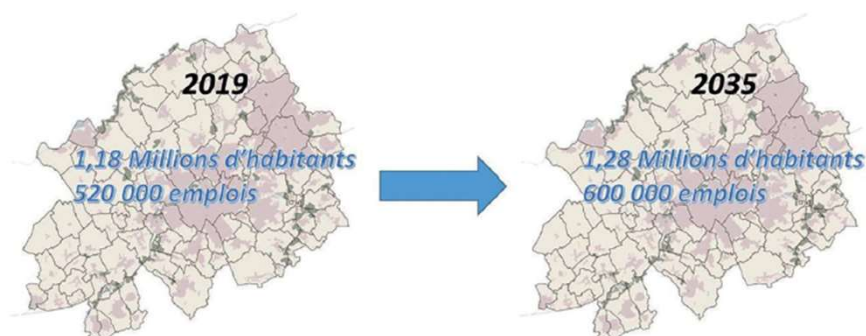 2019
1,18 Millions d'habitants
520 000 emplois
2035
1,28 Millions d'habitants
600 000 emplois